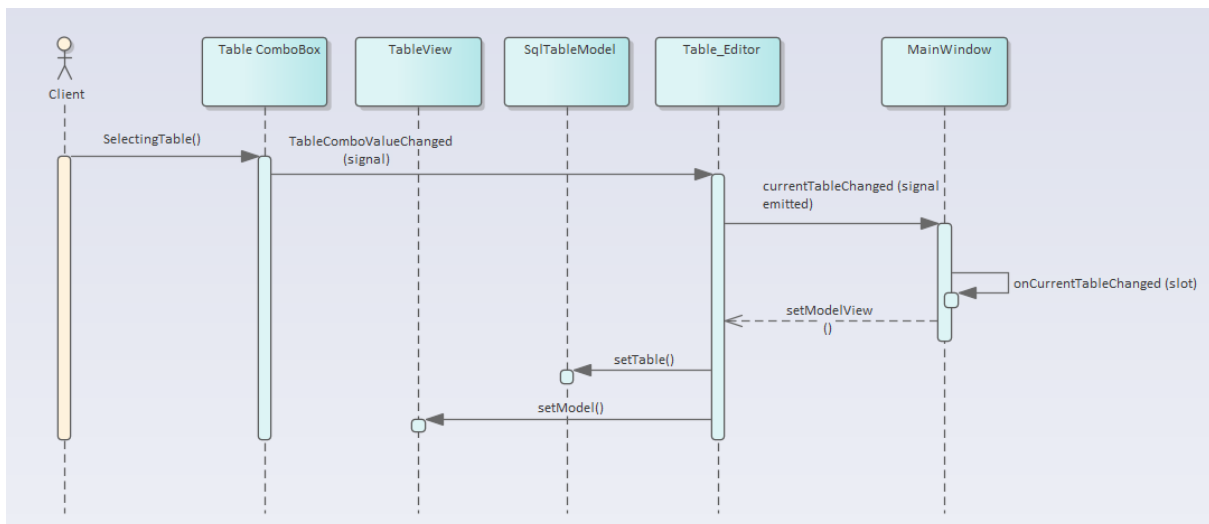 Client
Table ComboBox
TableView
SqlTableModel
Table_Editor
MainWindow
SelectingTable()
TableComboValueChanged
(signal)
currentTableChanged (signal
emitted)
onCurrentTableChanged (slot)
setModelView
()
setTable()
setModel()